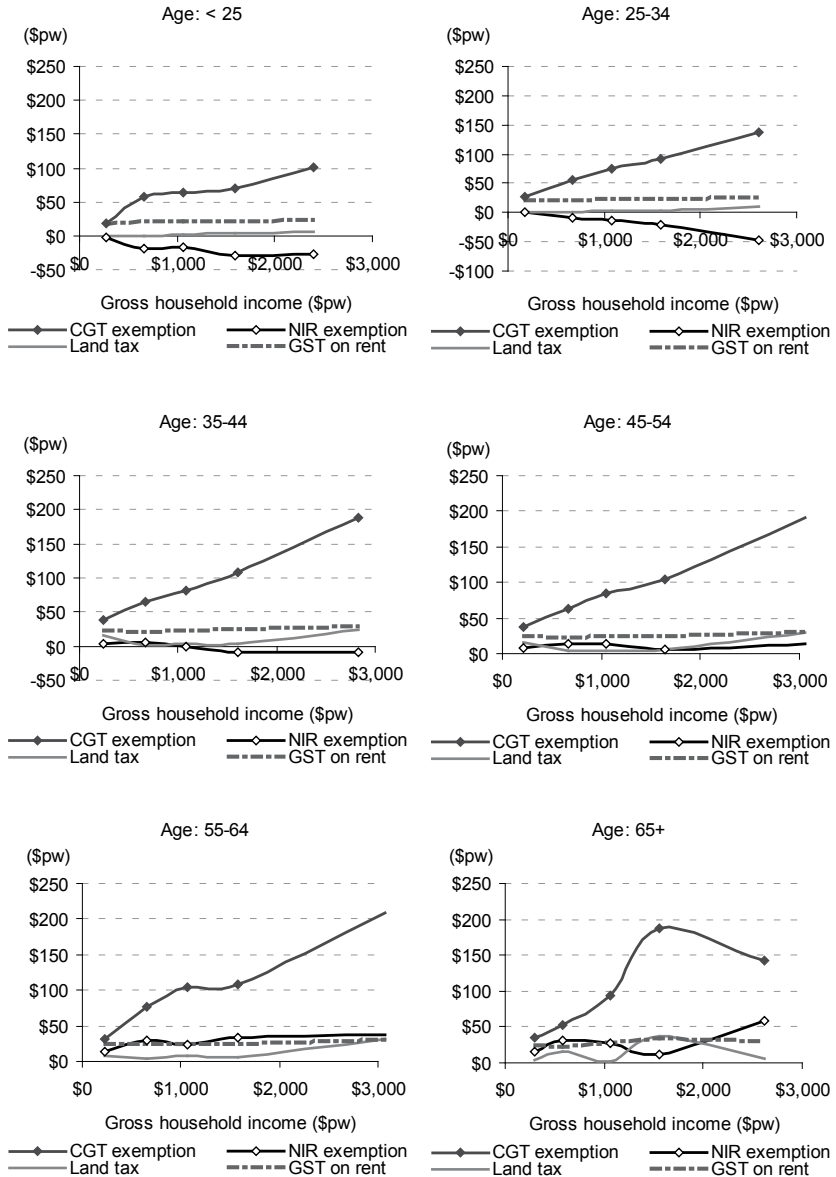 Age: < 25
($pw)
$250
$200
$150
$100
$50
$0
-$50
$0 $1,000 $2,000 $3,000
Gross household income ($pw)
CGT exemption NIR exemption
Land tax GST on rent
Age: 25-34
($pw)
$250
$200
$150
$100
$50
$0
-$50
-$100
$0 $1,000 $2,000 $3,000
Gross household income ($pw)
CGT exemption NIR exemption
Land tax GST on rent
Age: 35-44
($pw)
$250
$200
$150
$100
$50
$0
-$50
$0 $1,000 $2,000 $3,000
Gross household income ($pw)
CGT exemption NIR exemption
Land tax GST on rent
Age: 45-54
($pw)
$250
$200
$150
$100
$50
$0
$0 $1,000 $2,000 $3,000
Gross household income ($pw)
CGT exemption NIR exemption
Land tax GST on rent
Age: 55-64
($pw)
$250
$200
$150
$100
$50
$0
$0 $1,000 $2,000 $3,000
Gross household income ($pw)
CGT exemption NIR exemption
Land tax GST on rent
Age: 65+
($pw)
$250
$200
$150
$100
$50
$0
$0 $1,000 $2,000 $3,000
Gross household income ($pw)
CGT exemption NIR exemption
Land tax GST on rent